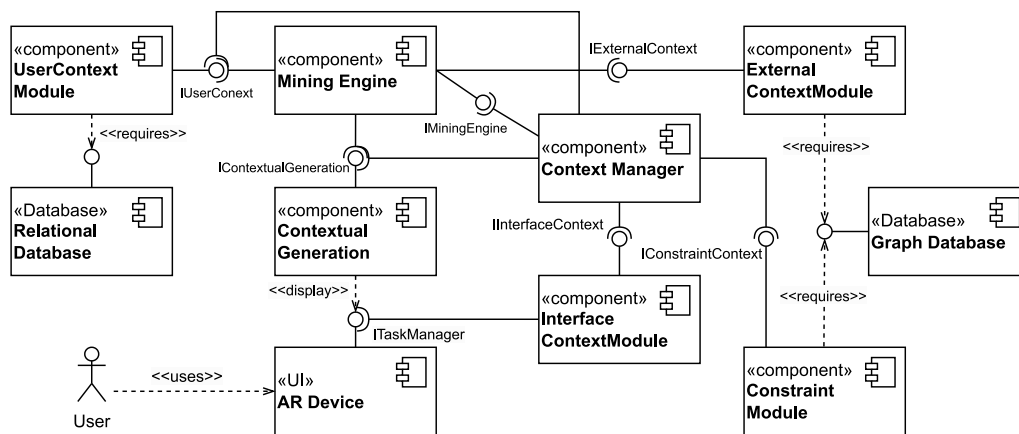 «component»
UserContext
Module
IUserConext
«component»
Mining Engine
IExternalContext
«component»
External
ContextModule
<<requires>>
IMiningEngine
IContextualGeneration
«component»
Context Manager
<<requires>>
«Database»
Relational
Database
«component»
Contextual
Generation
IInterfaceContext
IConstraintContext
«Database»
Graph Database
<<display>>
<<requires>>
«component»
Interface
ContextModule
ITaskManager
<<uses>>
User
«UI»
AR Device
«component»
Constraint
Module